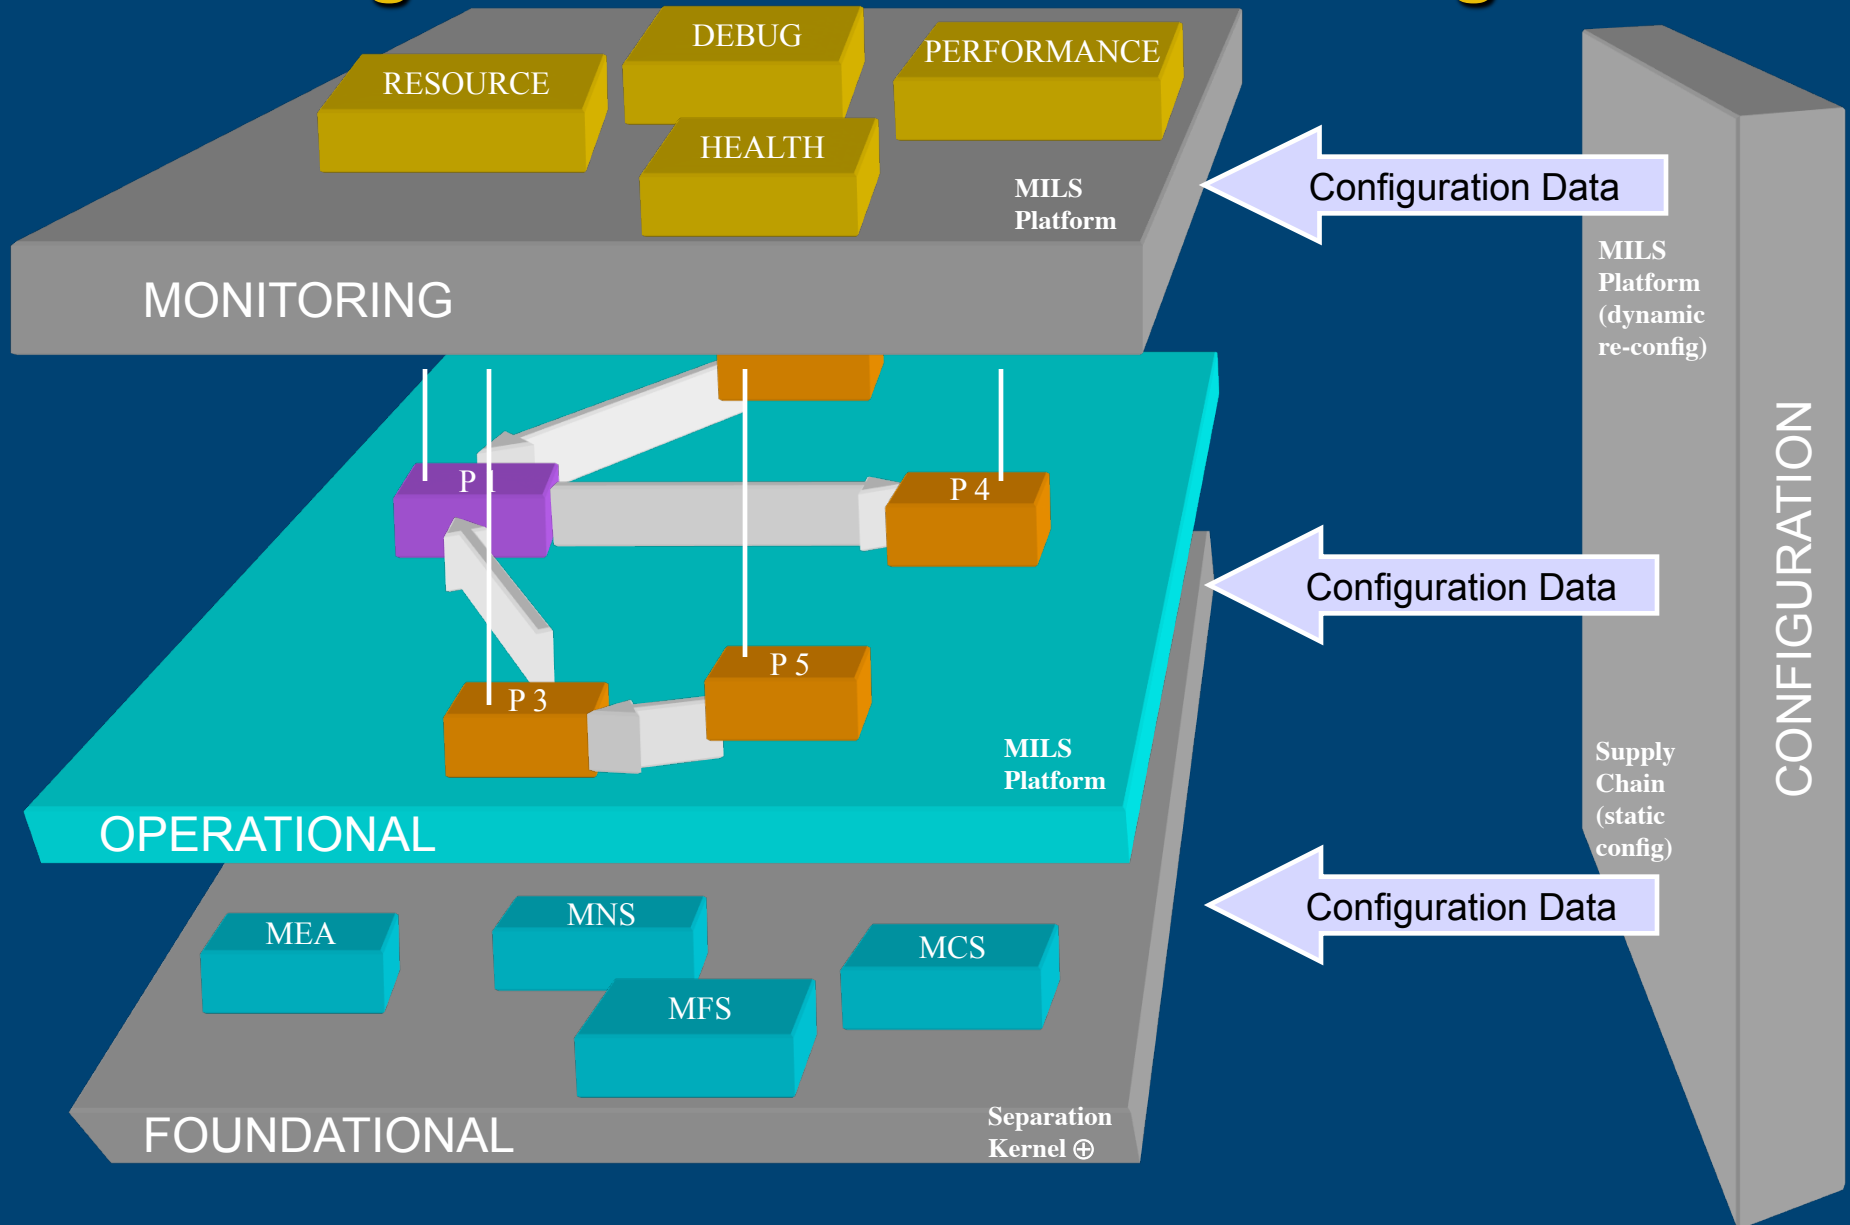 DEBUG
PERFORMANCE
RESOURCE
HEALTH
MILS
Platform
Configuration Data
MONITORING
MILS
Platform
(dynamic
re-config)
P 1
P 4
Configuration Data
P 5
P 3
MILS
Platform
OPERATIONAL
CONFIGURATION
Supply
Chain
(static
config)
Configuration Data
MEA
MNS
MCS
MFS
FOUNDATIONAL
Separation
Kernel ⊕